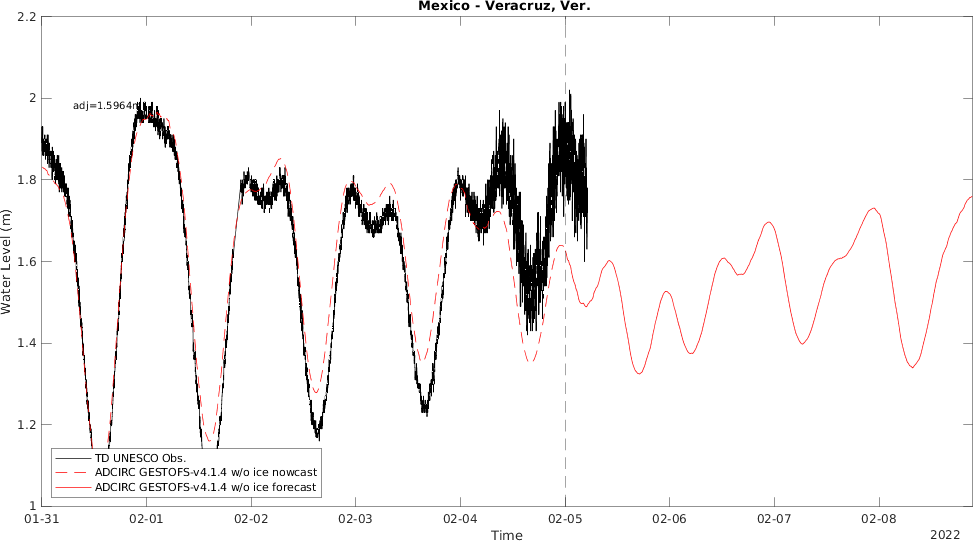 Mexico - Veracruz, Ver.
2.2
2
1.8
1.6
1.4
1.2
1
Water Level (m)
adj=1.5964m
TD UNESCO Obs.
ADCIRC GESTOFS-v4.1.4 w/o ice nowcast
ADCIRC GESTOFS-v4.1.4 w/o ice forecast
01-31 02-01 02-02 02-03 02-04 02-05 02-06 02-07 02-08
Time
2022